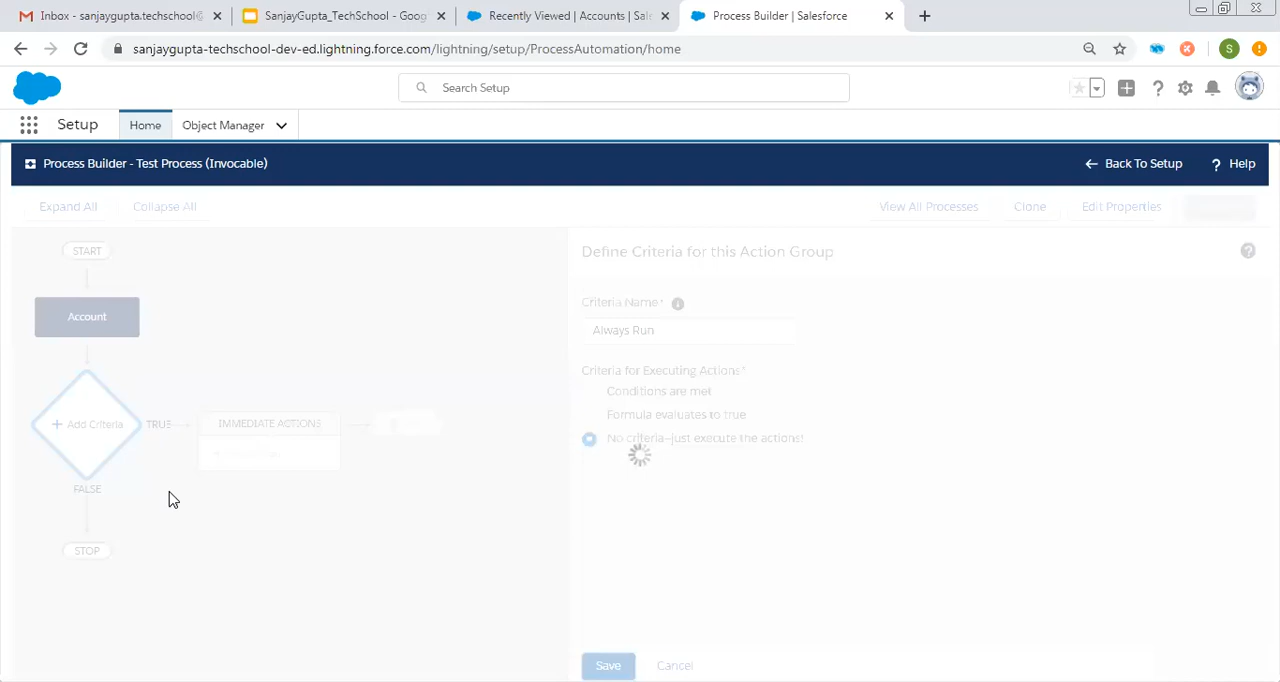 Inbox - sanjaygupta.techschool@
SanjayGupta_TechSchool - Goog
Recently Viewed | Accounts | Sal
Process Builder | Salesforce
sanjaygupta-techschool-dev-ed.lightning.force.com/lightning/setup/ProcessAutomation/home
S
Search Setup
Setup
Home
Object Manager
Process Builder - Test Process (Invocable)
Back To Setup
? Help
Expand All
Collapse All
View All Processes
Clone
Edit Properties
START
Define Criteria for this Action Group
Account
Criteria Name*
Always Run
Criteria for Executing Actions*
Conditions are met
Formula evaluates to true
No criteria—just execute the actions!
+ Add Criteria
TRUE
IMMEDIATE ACTIONS
FALSE
STOP
Save
Cancel